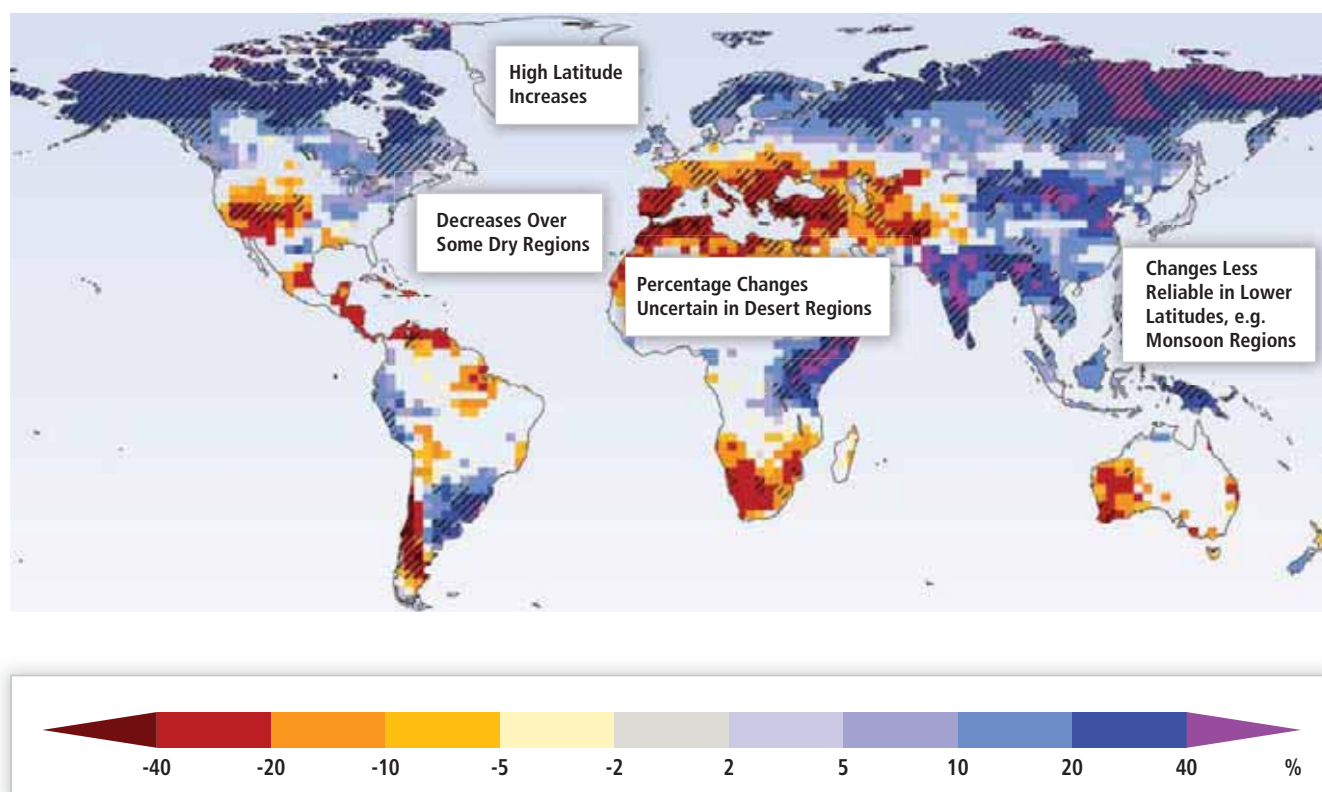 High Latitude
Increases
Decreases Over
Some Dry Regions
Percentage Changes
Uncertain in Desert Regions
Changes Less
Reliable in Lower
Latitudes, e.g.
Monsoon Regions
-40 -20 -10 -5 -2 2 5 10 20 40 %